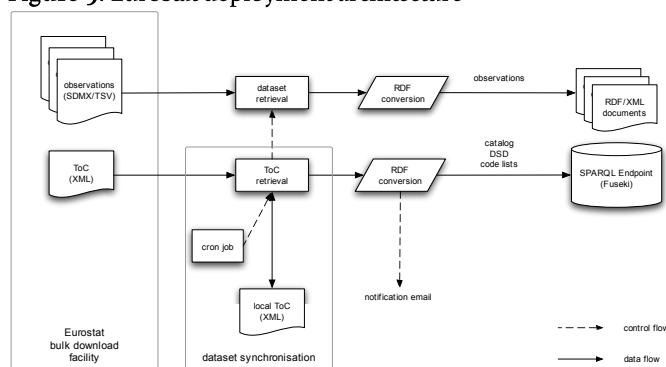 Figure 9. Eurostat deployment architecture
observations
(SDMX/TSV)
dataset
retrieval
RDF
conversion
observations
RDF/XML
documents
ToC
(XML)
ToC
retrieval
RDF
conversion
catalog
DSD
code lists
SPARQL Endpoint
(Fuseki)
cron job
local ToC
(XML)
notification email
Eurostat
bulk download
facility
dataset synchronisation
control flow
data flow